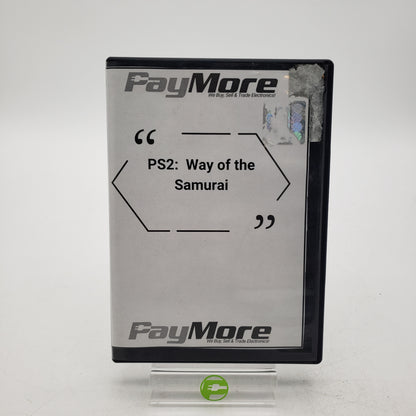 PayMore
We Buy, Sell & Trade Electronics!
“
PS2: Way of the
Samurai
”
PayMore
We Buy, Sell & Trade Electronics!